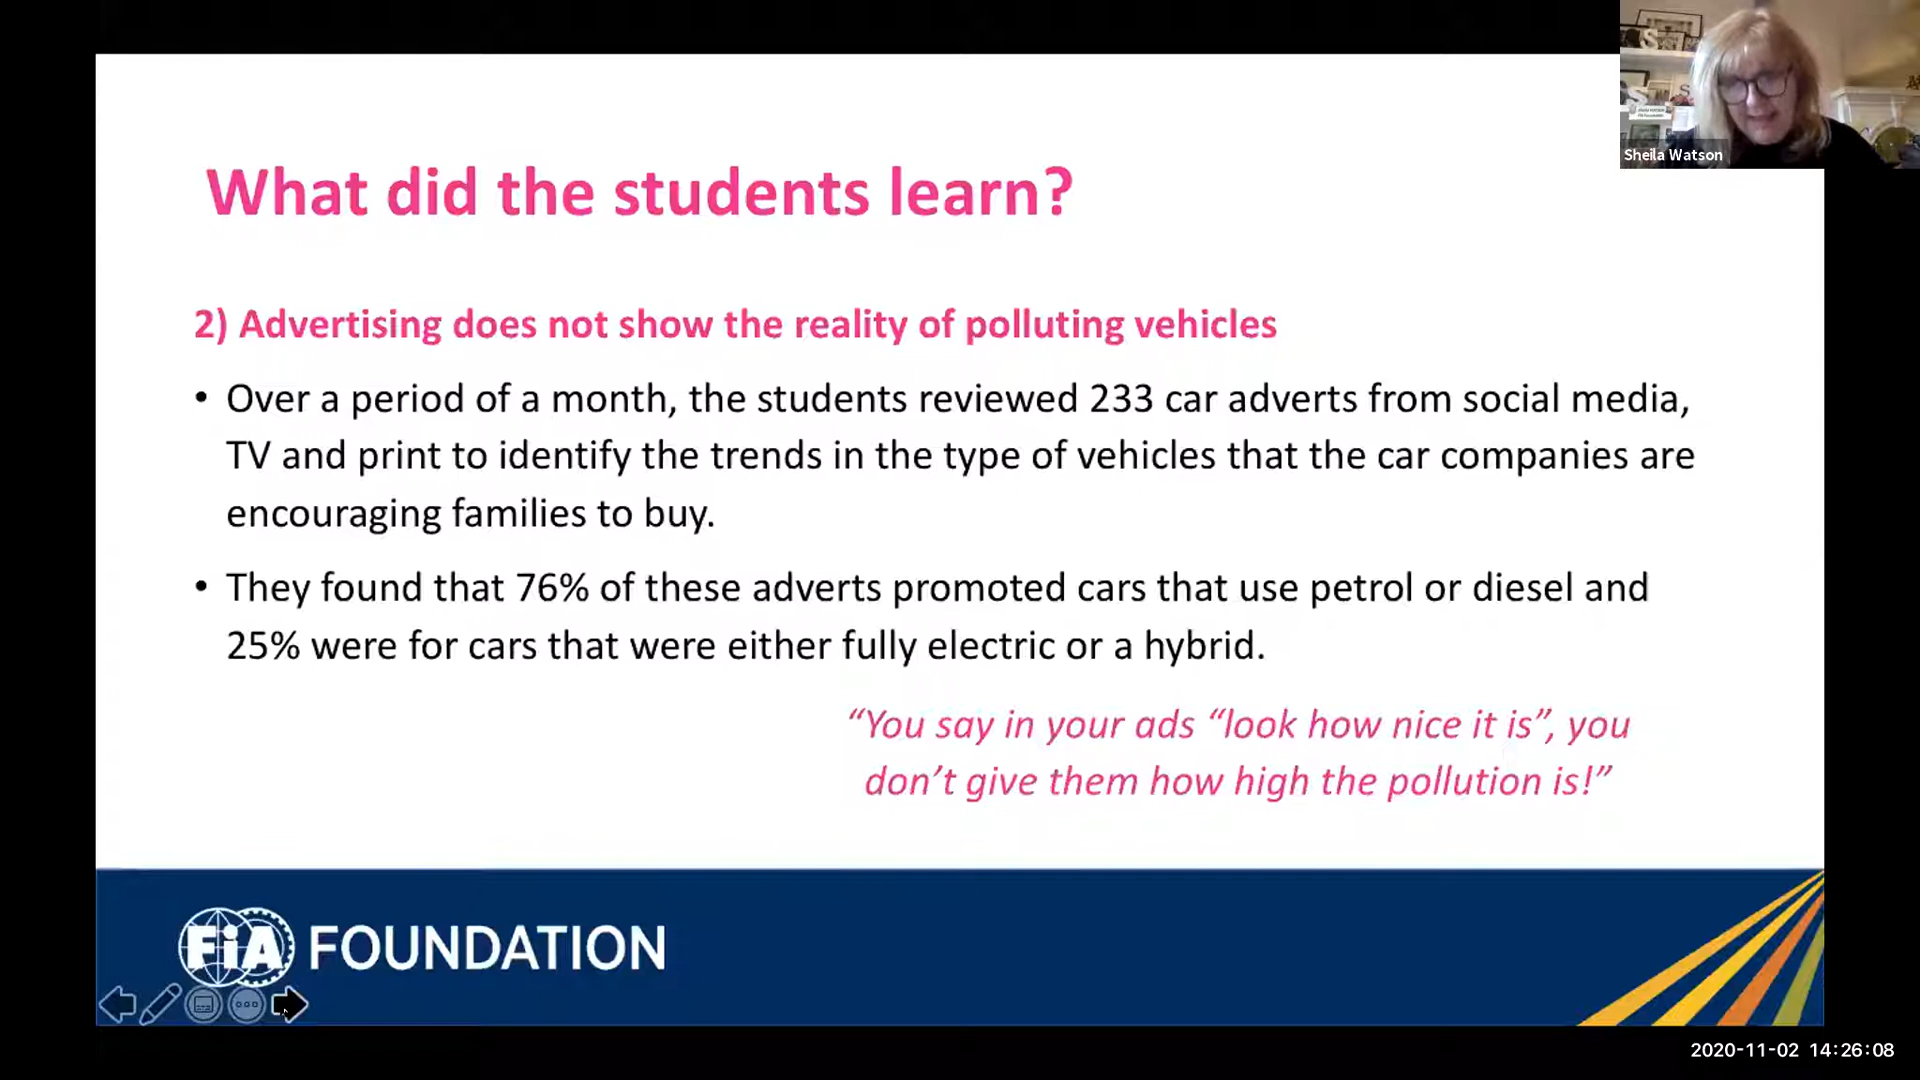 Sheila Watson
What did the students learn?
2) Advertising does not show the reality of polluting vehicles
• Over a period of a month, the students reviewed 233 car adverts from social media,
TV and print to identify the trends in the type of vehicles that the car companies are
encouraging families to buy.
• They found that 76% of these adverts promoted cars that use petrol or diesel and
25% were for cars that were either fully electric or a hybrid.
“You say in your ads “look how nice it is”, you
don’t give them how high the pollution is!”
FiA FOUNDATION
2020-11-02 14:26:08